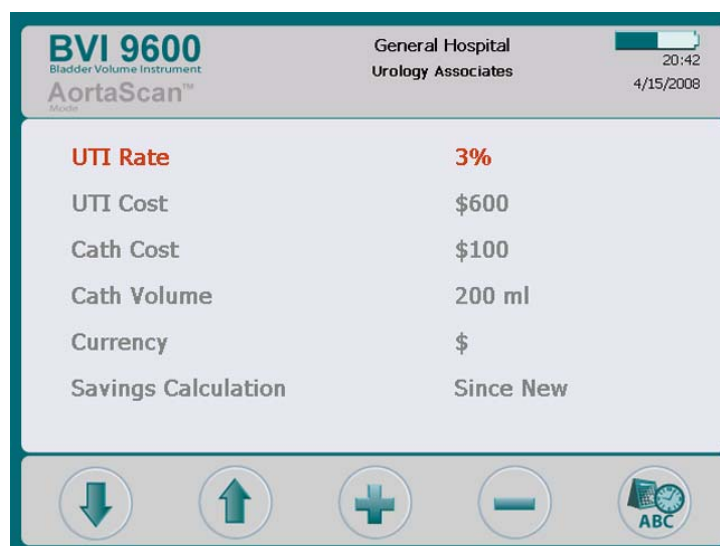 BVI 9600
Bladder Volume Instrument
AortaScan™
Mode
General Hospital
Urology Associates
20:42
4/15/2008
UTI Rate 3%
UTI Cost $600
Cath Cost $100
Cath Volume 200 ml
Currency $
Savings Calculation Since New
ABC